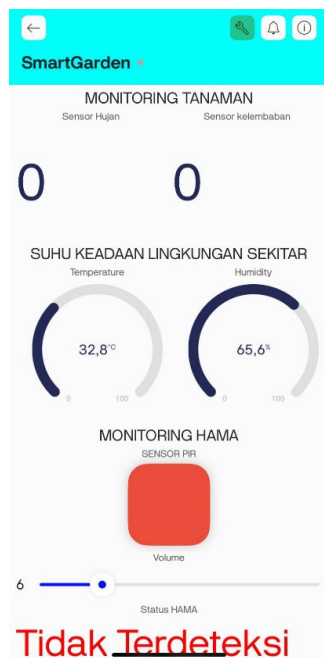 SmartGarden
MONITORING TANAMAN
Sensor Hujan Sensor kelembaban
0 0
SUHU KEADAAN LINGKUNGAN SEKITAR
Temperature Humidity
32,8°C 65,6%
0 100 0 100
MONITORING HAMA
SENSOR PIR
Volume
6
Status HAMA
Tidak Terdeteksi